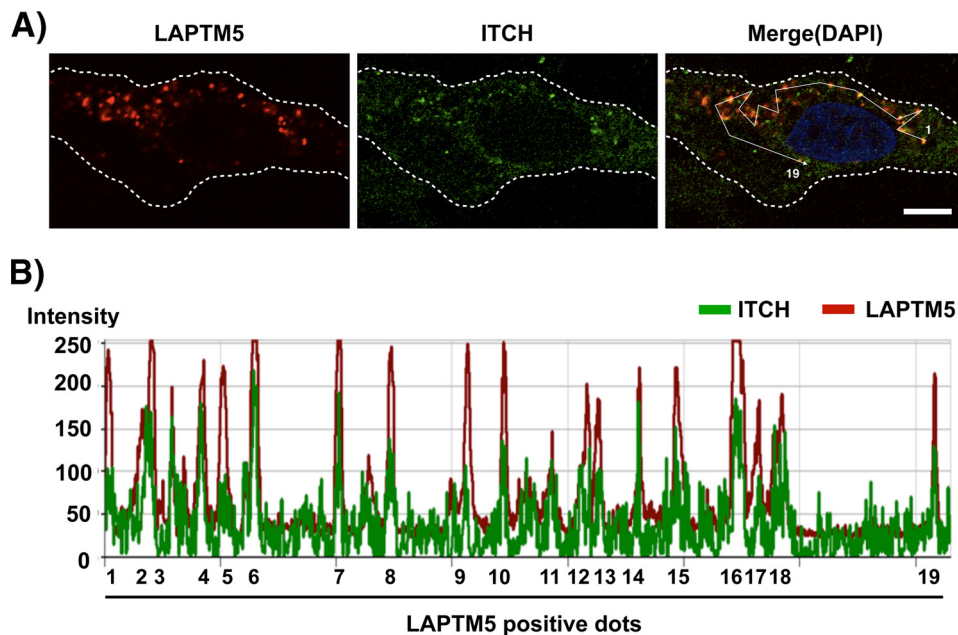 A)
LAPTM5 ITCH Merge(DAPI)
1
19
B)
Intensity ITCH LAPTM5
250
200
150
100
50
0
1 2 3 4 5 6 7 8 9 10 11 12 13 14 15 16 17 18 19
LAPTM5 positive dots